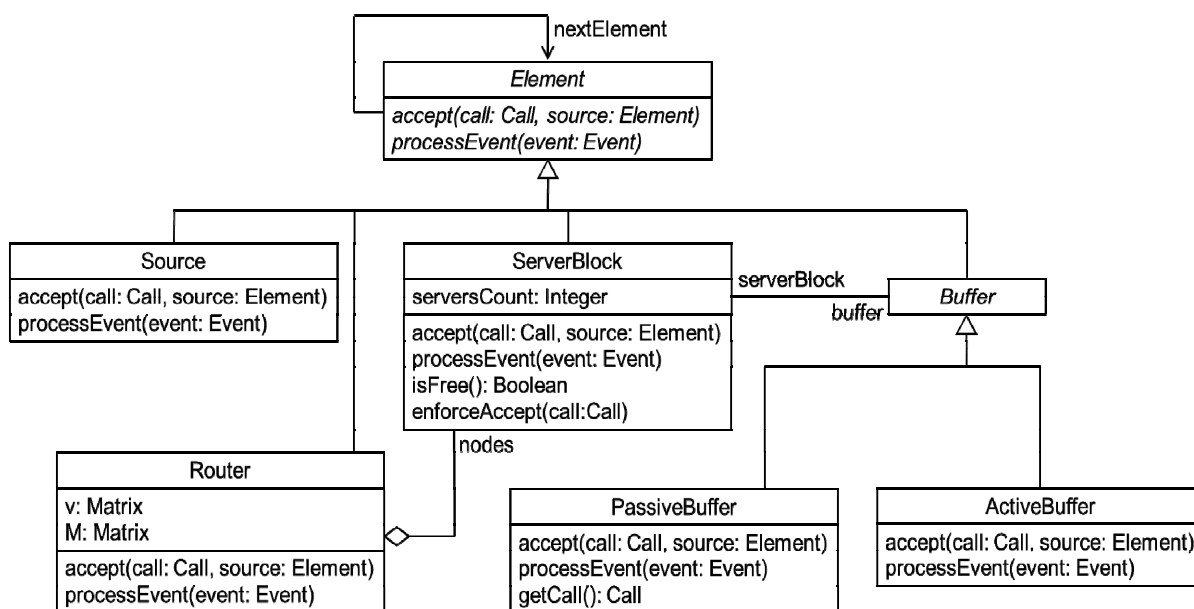 nextElement
Element
accept(call: Call, source: Element)
processEvent(event: Event)
Source
accept(call: Call, source: Element)
processEvent(event: Event)
ServerBlock
serversCount: Integer
accept(call: Call, source: Element)
processEvent(event: Event)
isFree(): Boolean
enforceAccept(call:Call)
serverBlock
buffer
Buffer
nodes
Router
v: Matrix
M: Matrix
accept(call: Call, source: Element)
processEvent(event: Event)
PassiveBuffer
accept(call: Call, source: Element)
processEvent(event: Event)
getCall(): Call
ActiveBuffer
accept(call: Call, source: Element)
processEvent(event: Event)